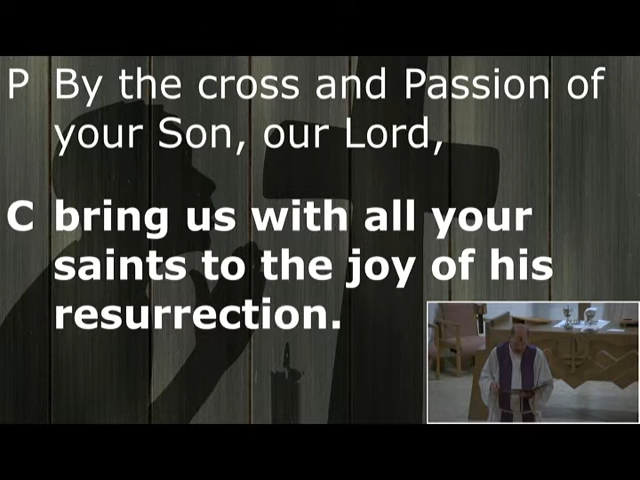 P By the cross and Passion of
your Son, our Lord,
C bring us with all your
saints to the joy of his
resurrection.